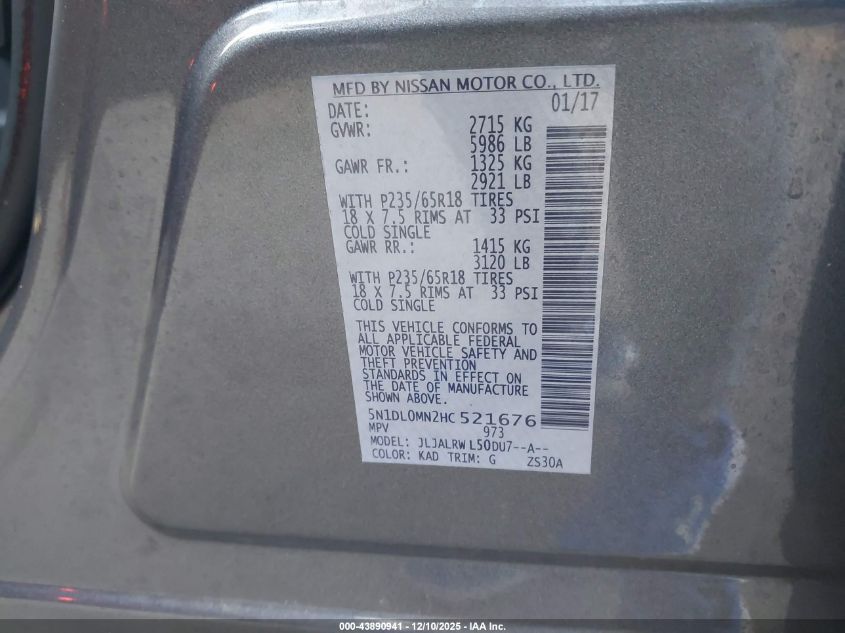 MFD BY NISSAN MOTOR CO., LTD.
DATE: 01/17
GVWR: 2715 KG
5986 LB
GAWR FR.: 1325 KG
2921 LB
WITH P235/65R18 TIRES
18 X 7.5 RIMS AT 33 PSI
COLD SINGLE
GAWR RR.: 1415 KG
3120 LB
WITH P235/65R18 TIRES
18 X 7.5 RIMS AT 33 PSI
COLD SINGLE
THIS VEHICLE CONFORMS TO
ALL APPLICABLE FEDERAL
MOTOR VEHICLE SAFETY AND
THEFT PREVENTION
STANDARDS IN EFFECT ON
THE DATE OF MANUFACTURE
SHOWN ABOVE.
5N1DL0MN2HC521676
MPV 973
MODEL: JLJALRWL50DU7--A--
COLOR: KAD TRIM: G ZS30A
000-43890941 - 12/10/2025 - IAA Inc.